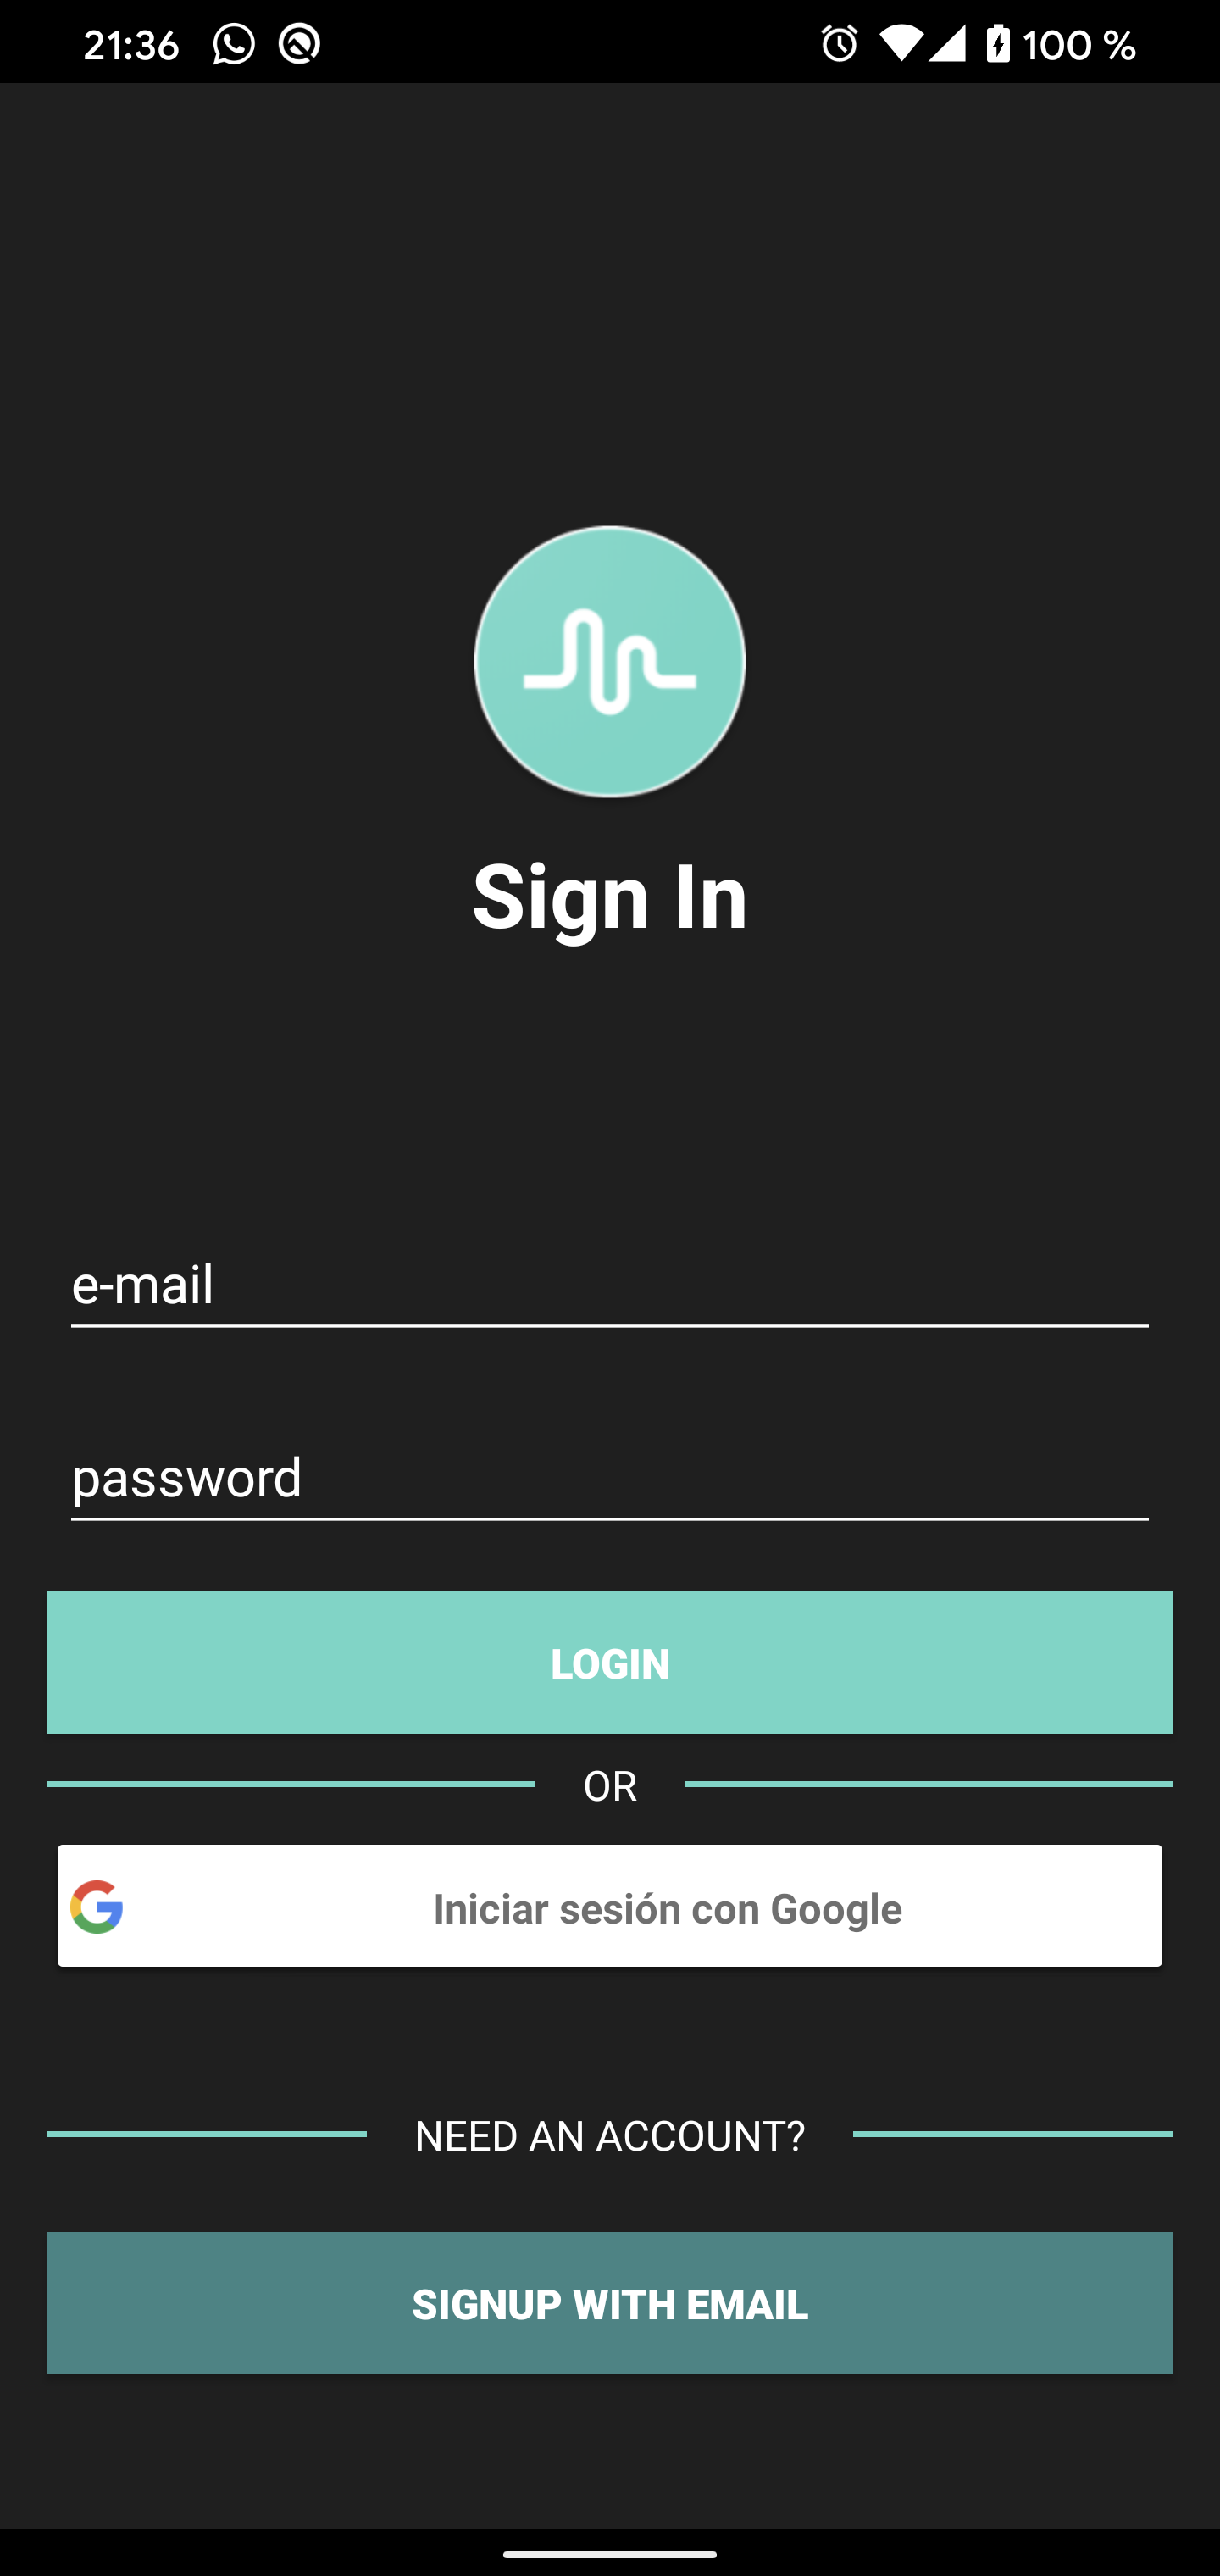 21:36 100 %
Sign In
e-mail
password
LOGIN
OR
Iniciar sesión con Google
NEED AN ACCOUNT?
SIGNUP WITH EMAIL